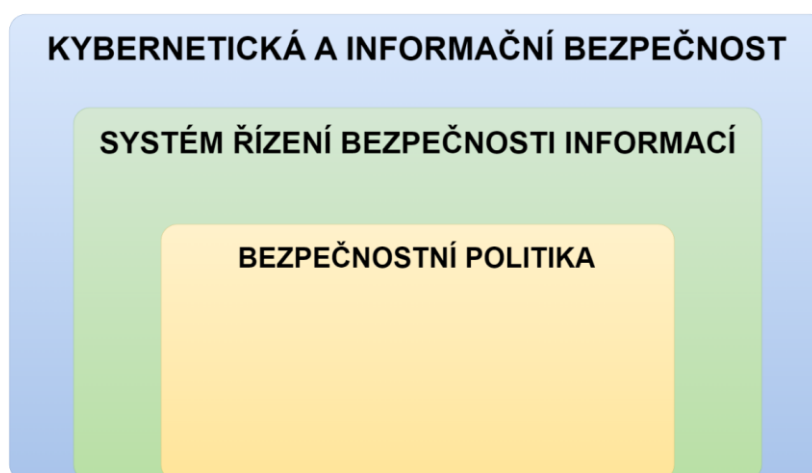 KYBERNETICKÁ A INFORMAČNÍ BEZPEČNOST
SYSTÉM ŘÍZENÍ BEZPEČNOSTI INFORMACÍ
BEZPEČNOSTNÍ POLITIKA